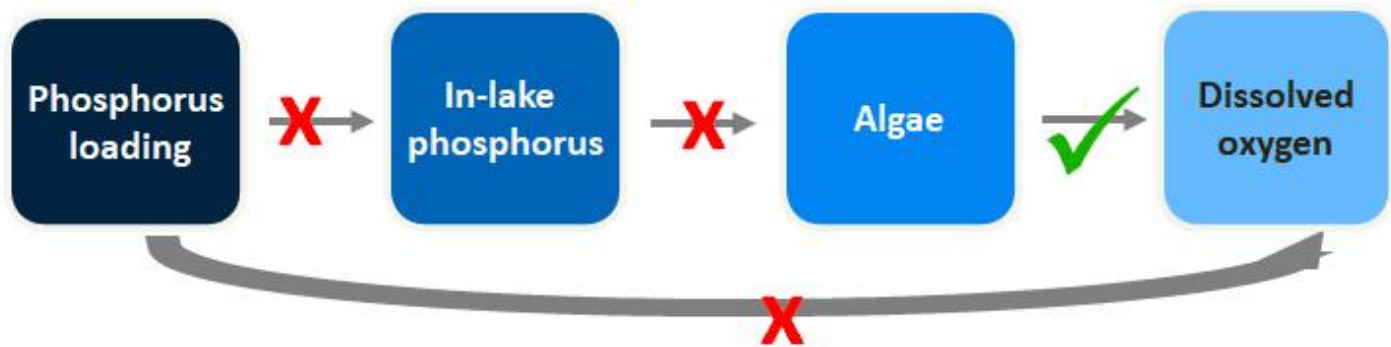 Phosphorus
loading
X
In-lake
phosphorus
X
Algae
Dissolved
oxygen
X